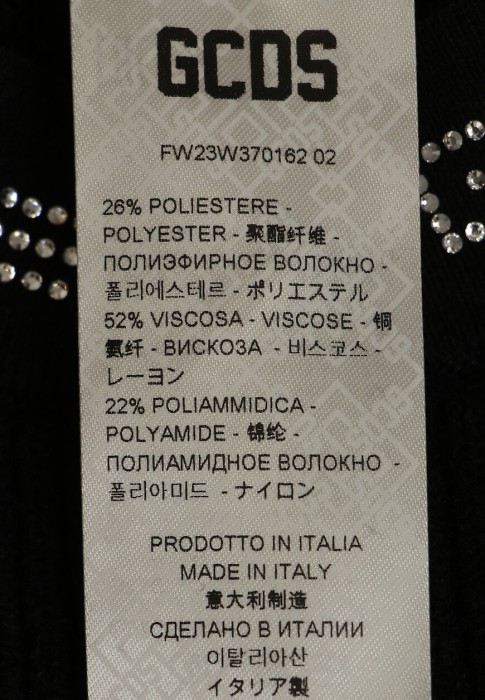 GCDS
FW23W370162 02
26% POLIESTERE -
POLYESTER - 聚酯纤维 -
ПОЛИЭФИРНОЕ ВОЛОКНО -
폴리에스테르 - ポリエステル
52% VISCOSA - VISCOSE - 铜
氨纤 - ВИСКОЗА - 비스코스 -
レーヨン
22% POLIAMMIDICA -
POLYAMIDE - 锦纶 -
ПОЛИАМИДНОЕ ВОЛОКНО -
폴리아미드 - ナイロン
PRODOTTO IN ITALIA
MADE IN ITALY
意大利制造
СДЕЛАНО В ИТАЛИИ
이탈리아산
イタリア製